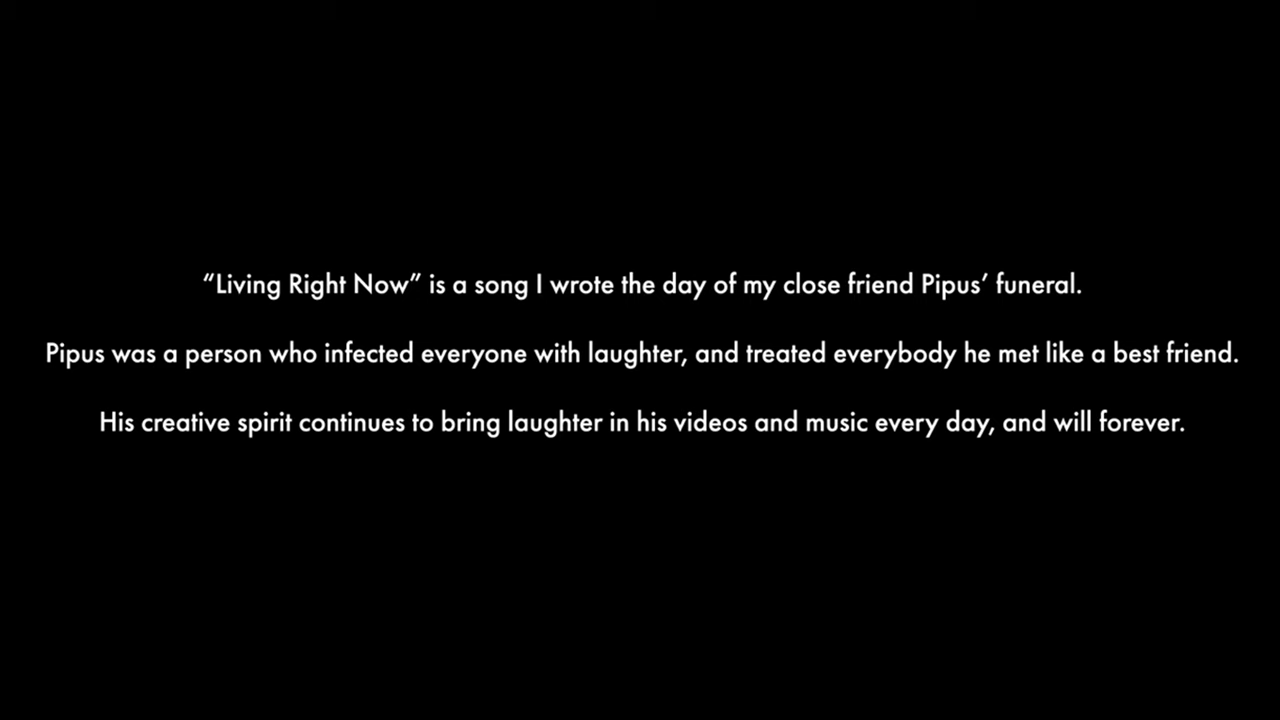 “Living Right Now” is a song I wrote the day of my close friend Pipus’ funeral.
Pipus was a person who infected everyone with laughter, and treated everybody he met like a best friend.
His creative spirit continues to bring laughter in his videos and music every day, and will forever.